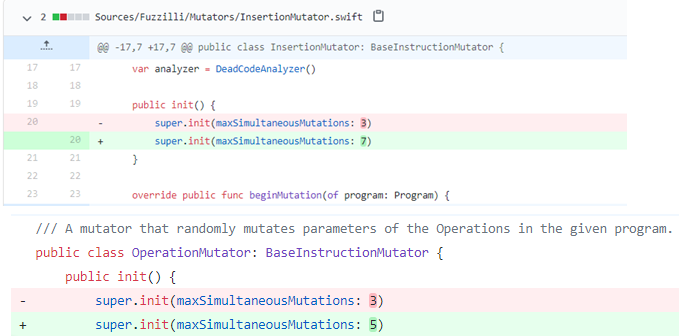 2 Sources/Fuzzilli/Mutators/InsertionMutator.swift
@@ -17,7 +17,7 @@ public class InsertionMutator: BaseInstructionMutator {
17 17 var analyzer = DeadCodeAnalyzer()
18 18
19 19 public init() {
20 - super.init(maxSimultaneousMutations: 3)
20 + super.init(maxSimultaneousMutations: 7)
21 21 }
22 22
23 23 override public func beginMutation(of program: Program) {
/// A mutator that randomly mutates parameters of the Operations in the given program.
public class OperationMutator: BaseInstructionMutator {
public init() {
- super.init(maxSimultaneousMutations: 3)
+ super.init(maxSimultaneousMutations: 5)